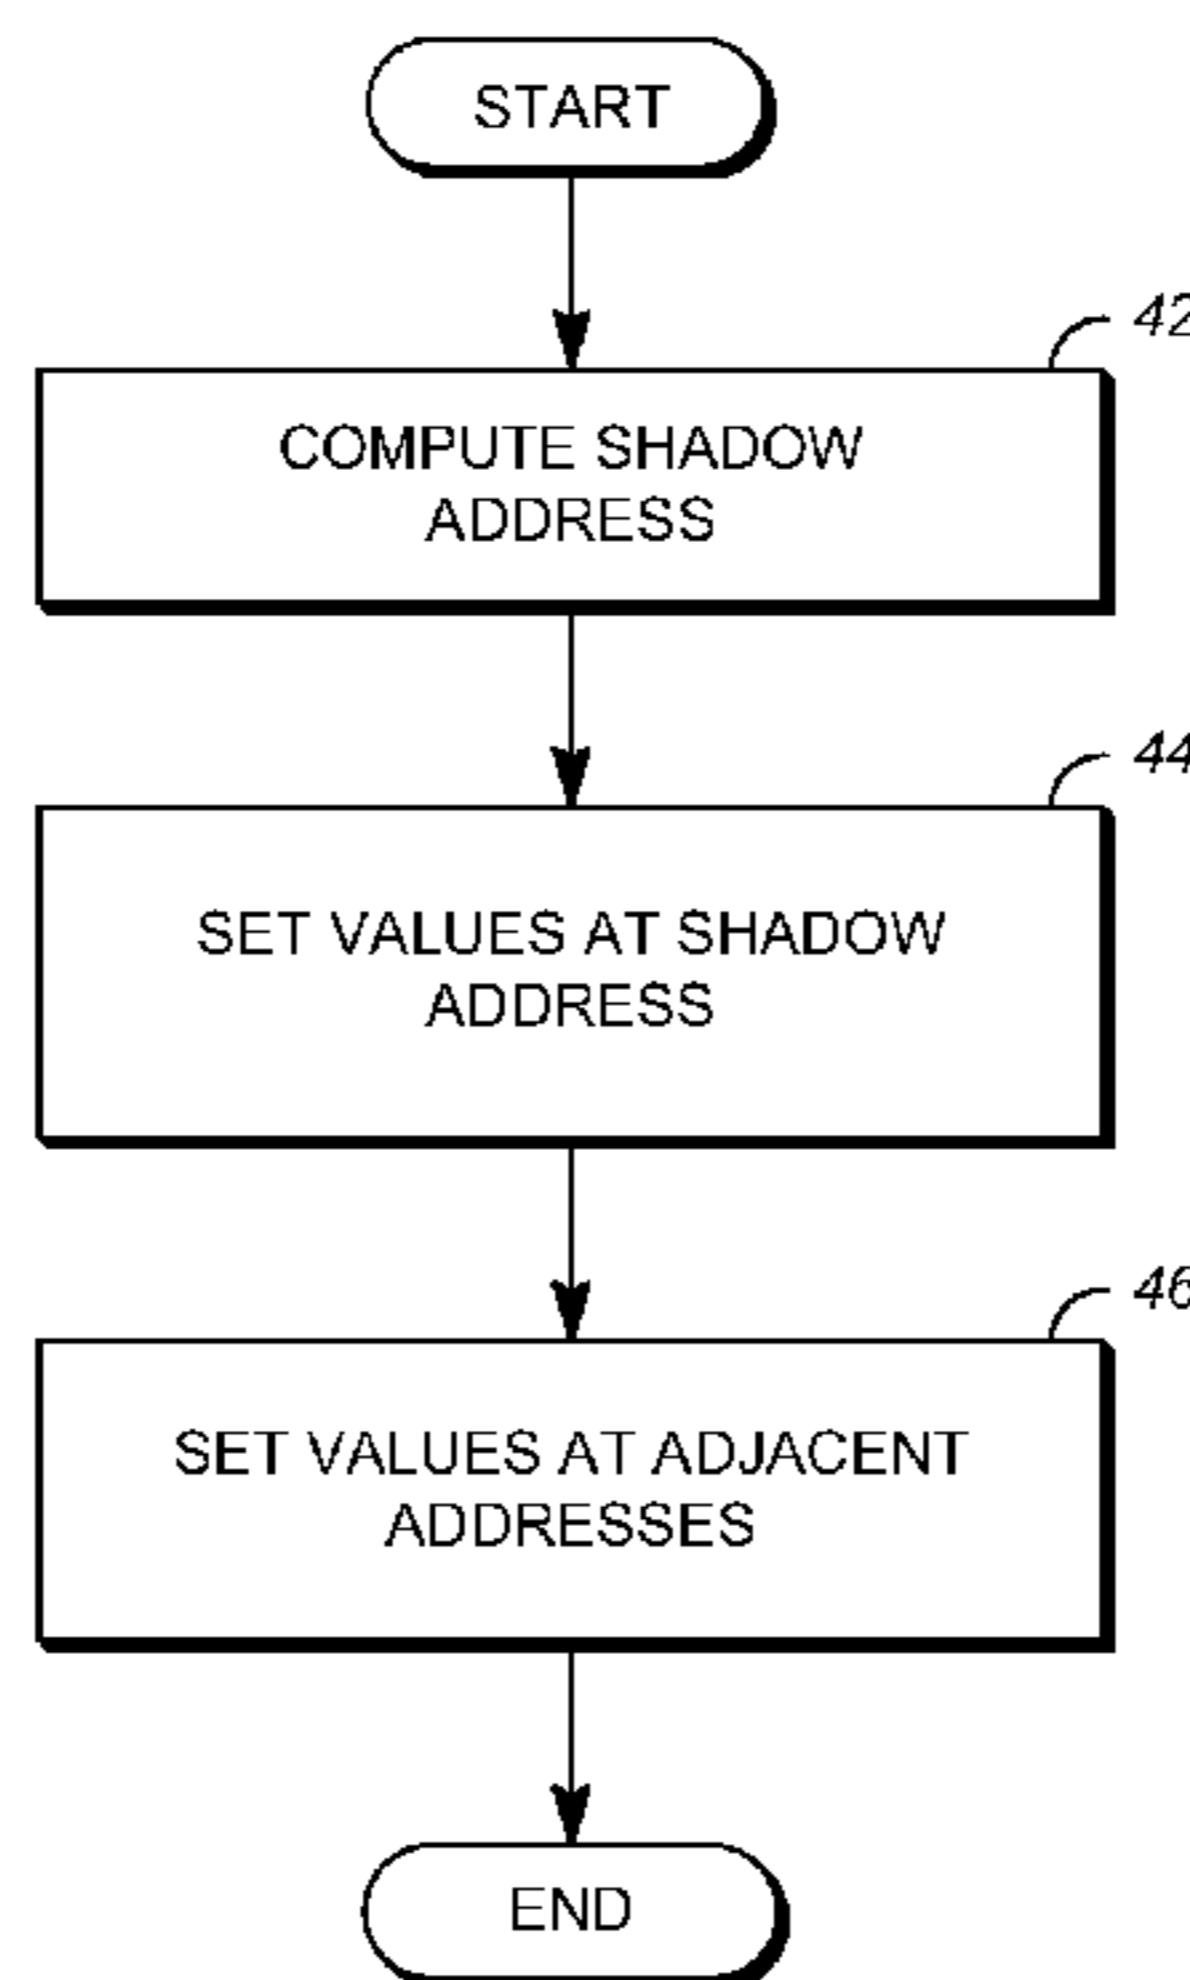 START
42
COMPUTE SHADOW
ADDRESS
44
SET VALUES AT SHADOW
ADDRESS
46
SET VALUES AT ADJACENT
ADDRESSES
END